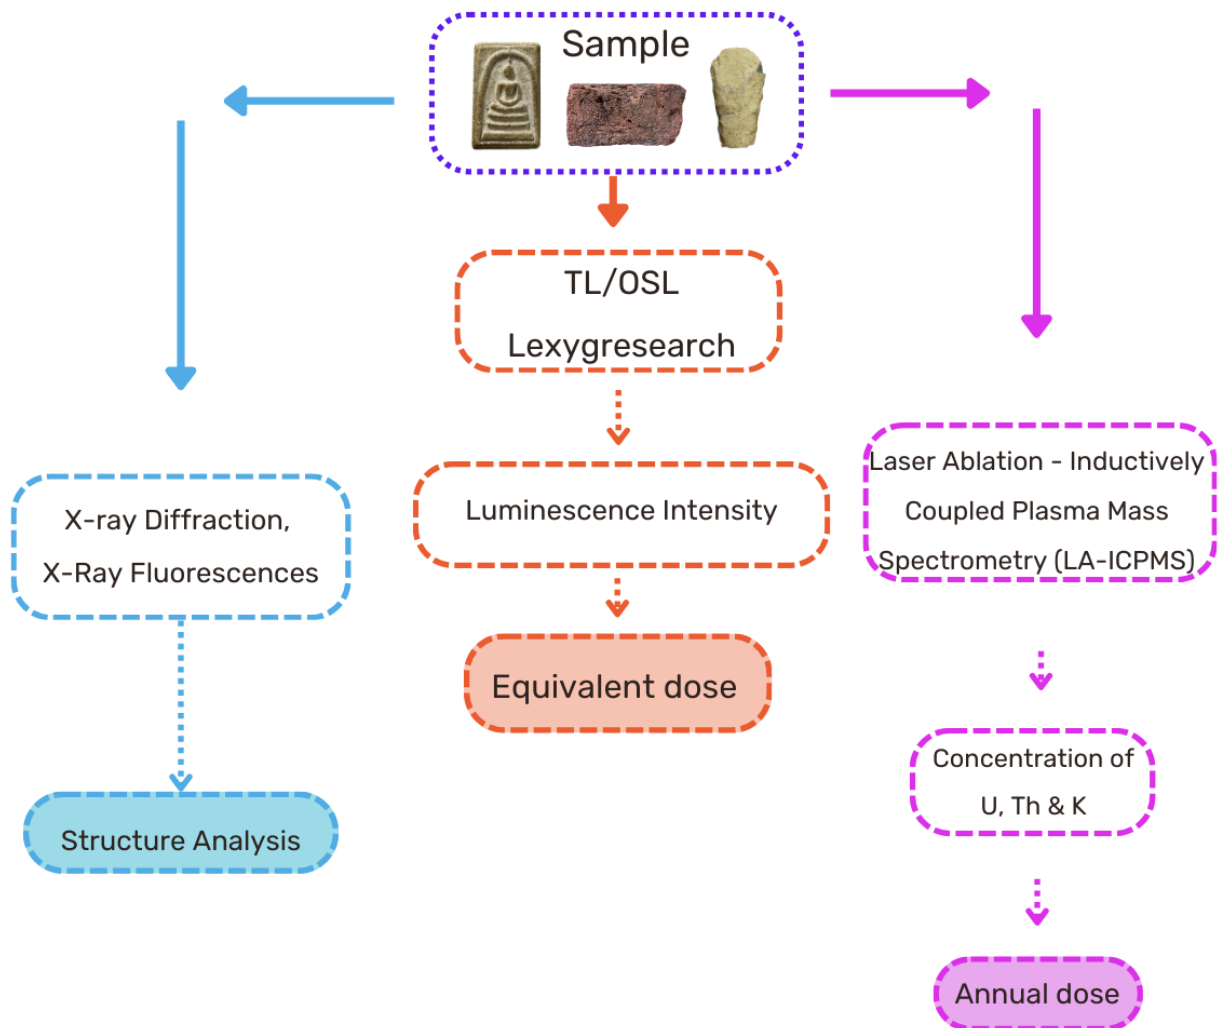 Sample
TL/OSL
Lexygresearch
Laser Ablation - Inductively
Coupled Plasma Mass
Spectrometry (LA-ICPMS)
X-ray Diffraction,
X-Ray Fluorescences
Luminescence Intensity
Equivalent dose
Concentration of
U, Th & K
Structure Analysis
Annual dose